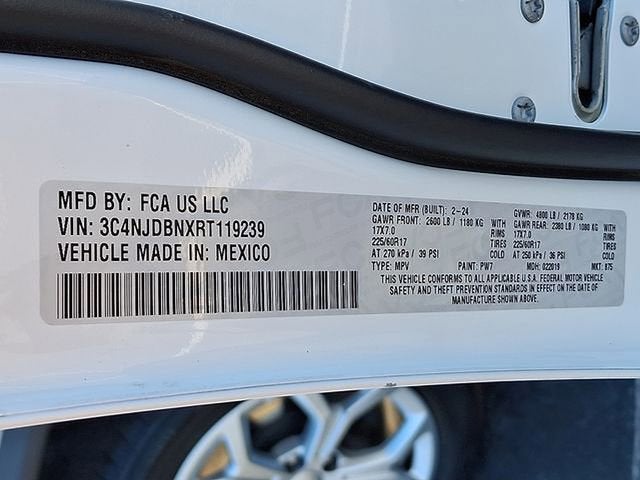 MFD BY: FCA US LLC
VIN: 3C4NJDBNXRT119239
VEHICLE MADE IN: MEXICO
DATE OF MFR (BUILT): 2-24 GVWR: 4800 LB / 2178 KG
GAWR FRONT: 2600 LB / 1180 KG GAWR REAR: 2380 LB / 1080 KG
17X7.0 RIMS 17X7.0 RIMS
225/60R17 TIRES 225/60R17 TIRES
AT 270 kPa / 39 PSI COLD AT 250 kPa / 36 PSI COLD
TYPE: MPV PAINT: PW7 MDH: 022019 MKT: 875
THIS VEHICLE CONFORMS TO ALL APPLICABLE U.S.A. FEDERAL MOTOR VEHICLE
SAFETY AND THEFT PREVENTION STANDARDS IN EFFECT ON THE DATE OF
MANUFACTURE SHOWN ABOVE.